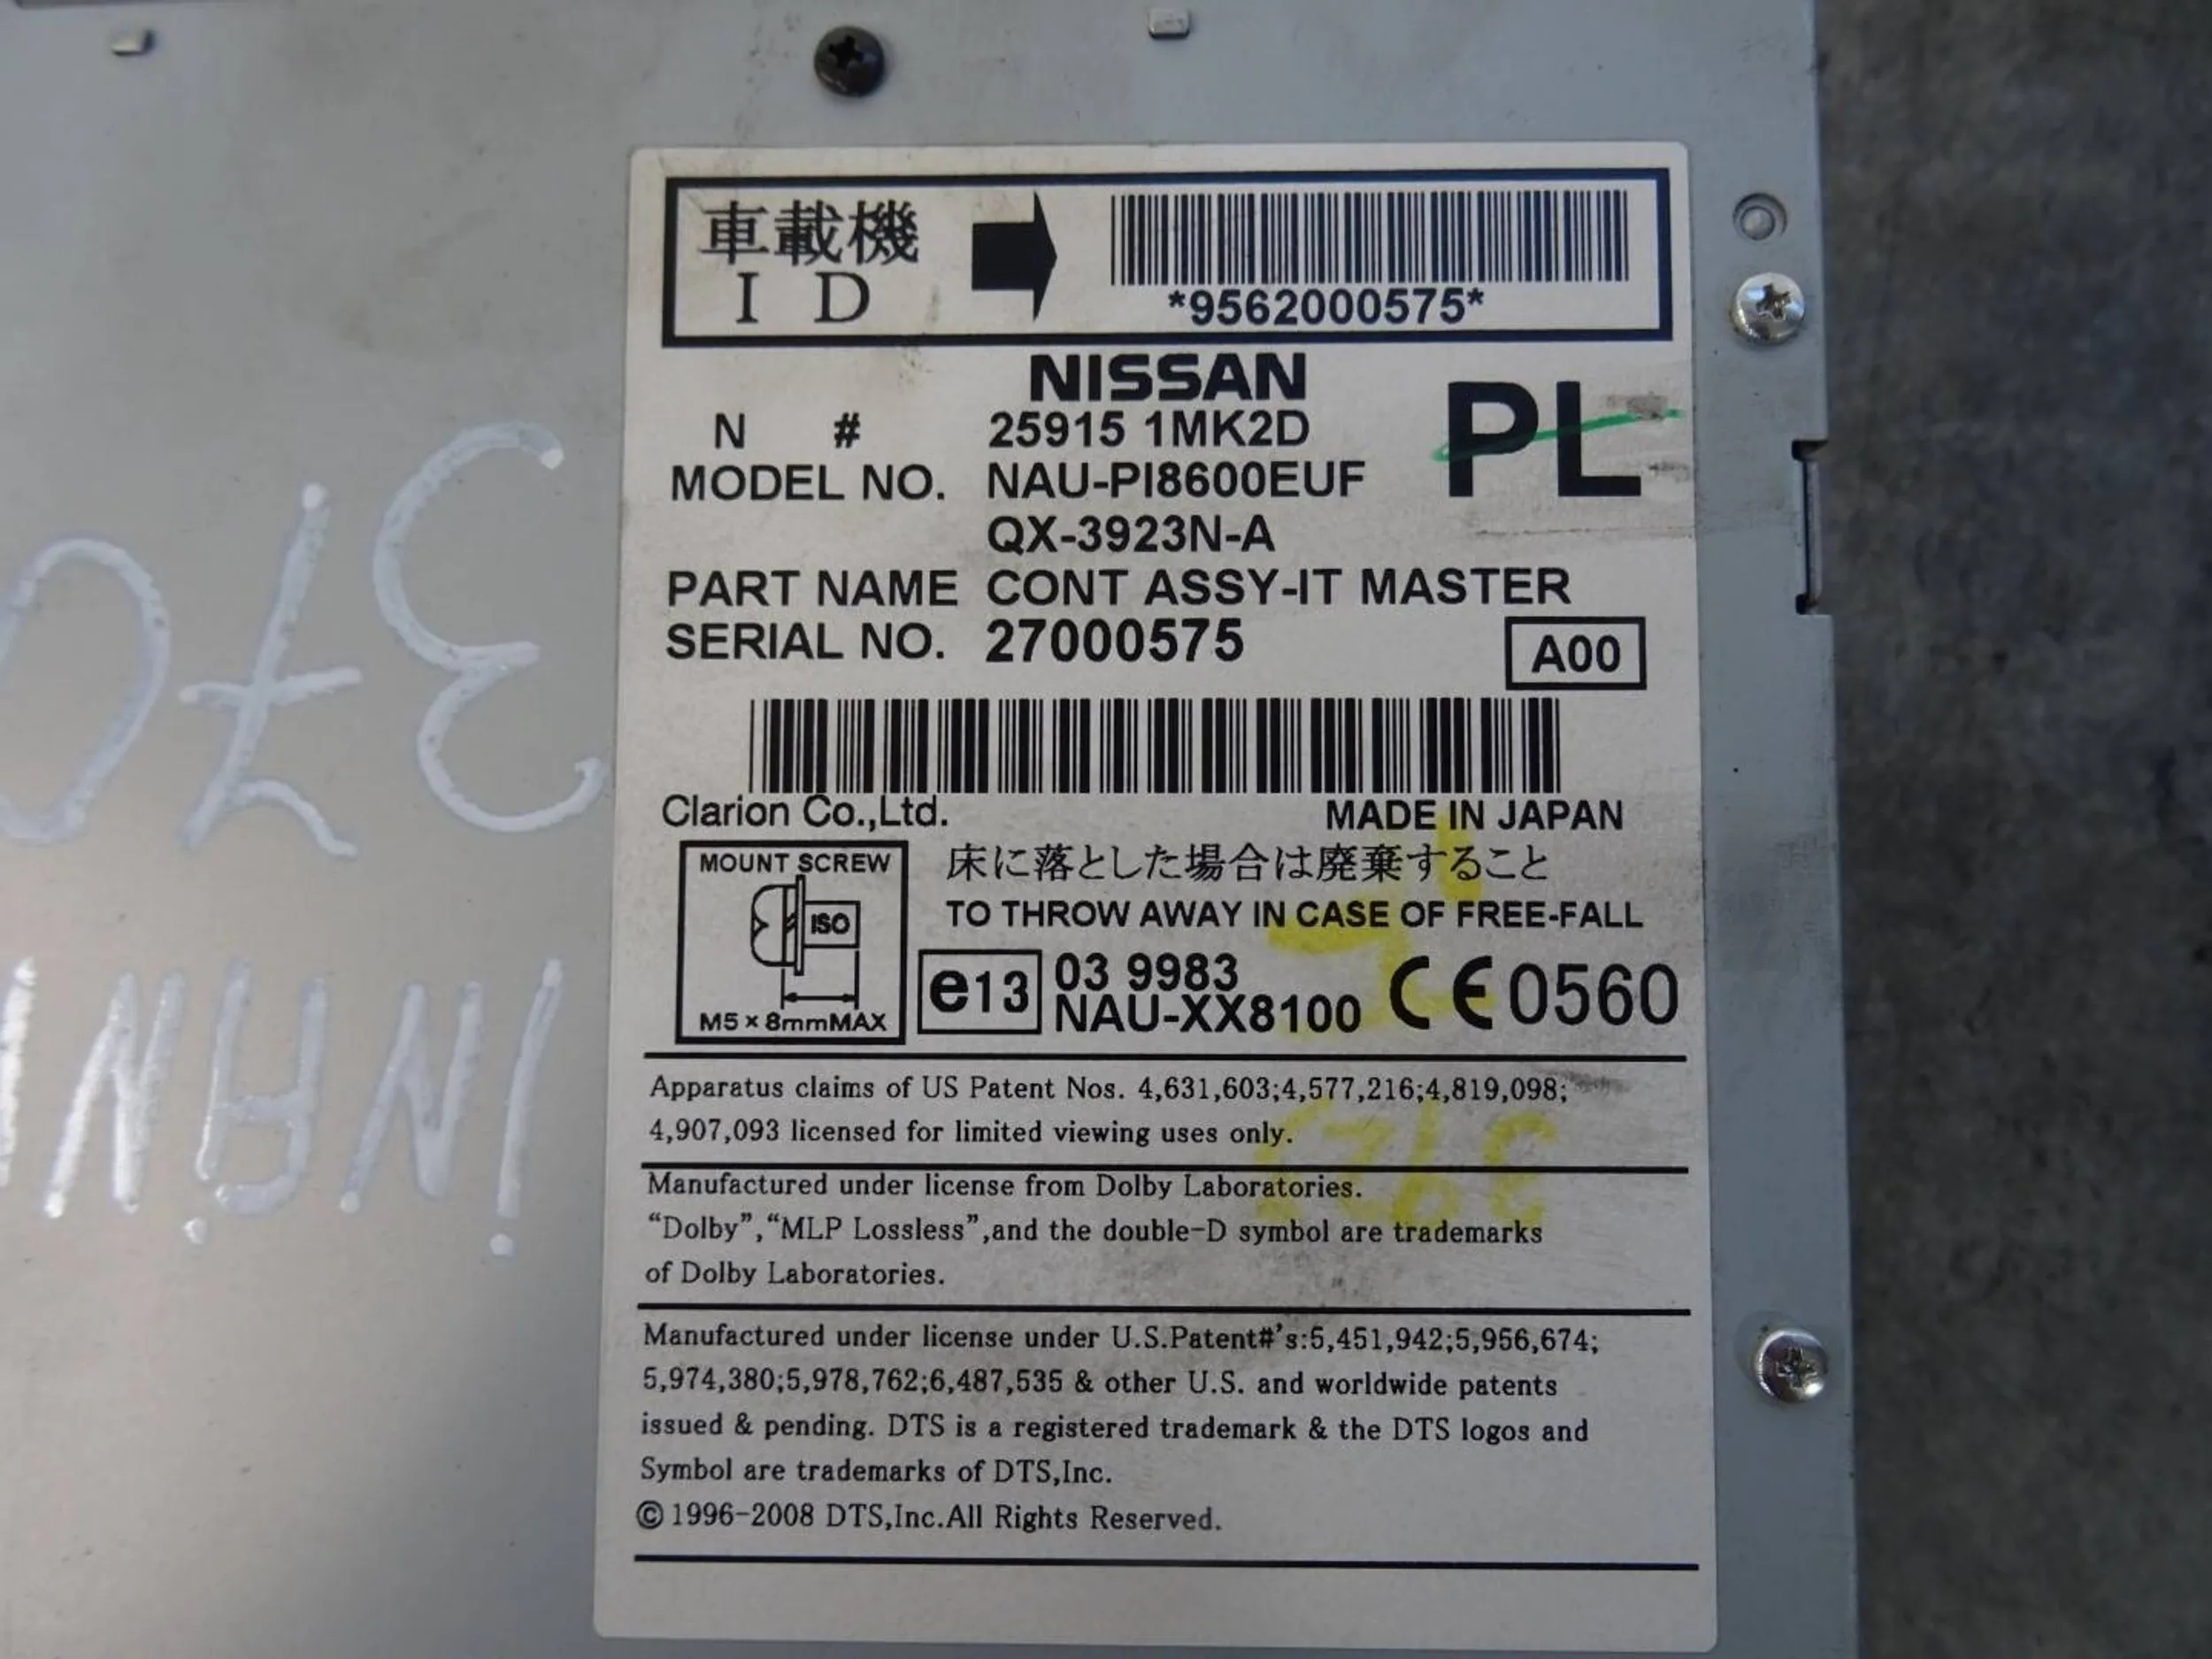 車載機
ID
*9562000575*
NISSAN
N # 25915 1MK2D
PL
MODEL NO. NAU-PI8600EUF
QX-3923N-A
PART NAME CONT ASSY-IT MASTER
SERIAL NO. 27000575
A00
Clarion Co.,Ltd. MADE IN JAPAN
MOUNT SCREW
ISO
M5×8mmMAX
床に落とした場合は廃棄すること
TO THROW AWAY IN CASE OF FREE-FALL
e13 03 9983
NAU-XX8100
CE0560
Apparatus claims of US Patent Nos. 4,631,603;4,577,216;4,819,098;
4,907,093 licensed for limited viewing uses only.
Manufactured under license from Dolby Laboratories.
“Dolby”,“MLP Lossless”,and the double-D symbol are trademarks
of Dolby Laboratories.
Manufactured under license under U.S.Patent#'s:5,451,942;5,956,674;
5,974,380;5,978,762;6,487,535 & other U.S. and worldwide patents
issued & pending. DTS is a registered trademark & the DTS logos and
Symbol are trademarks of DTS,Inc.
©1996-2008 DTS,Inc.All Rights Reserved.